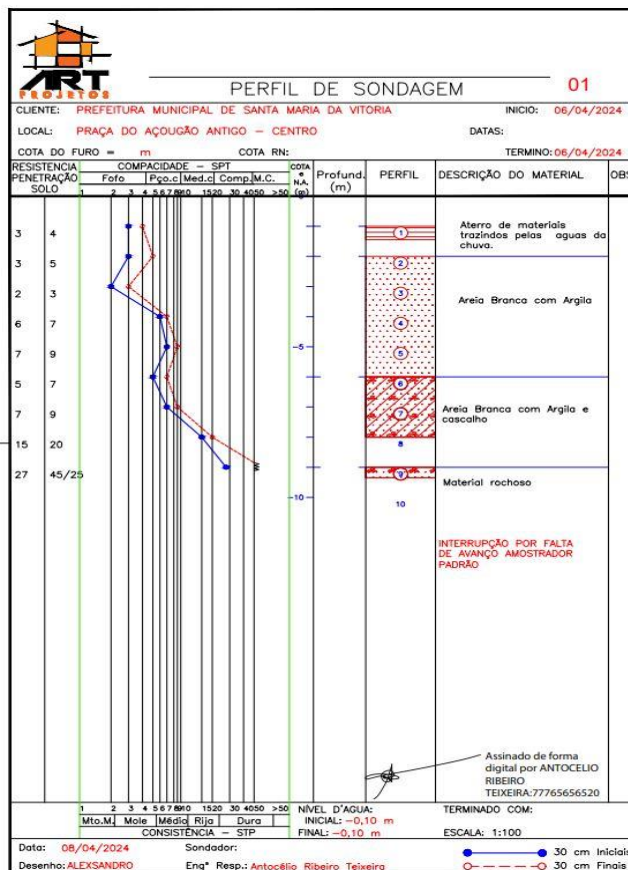 ART
PROJETOS
PERFIL DE SONDAGEM 01
CLIENTE: PREFEITURA MUNICIPAL DE SANTA MARIA DA VITORIA INICIO: 06/04/2024
LOCAL: PRAÇA DO AÇOUGÃO ANTIGO – CENTRO DATAS:
COTA DO FURO = m COTA RN: TERMINO: 06/04/2024
RESISTENCIA PENETRAÇÃO SOLO
COMPACIDADE – SPT
Fofo Pço.c Med.c Comp. M.C.
1 2 3 4 5 6 7 8 9 10 15 20 30 40 50 >50
COTA e N.A. (m)
Profund. (m)
PERFIL
DESCRIÇÃO DO MATERIAL
OBS
3 4
3 5
2 3
6 7
7 9
5 7
7 9
15 20
27 45/25
0
-5
-10
1
2
3
4
5
6
7
8
9
10
Aterro de materiais
trazindos pelas aguas da
chuva.
Areia Branca com Argila
Areia Branca com Argila e
cascalho
Material rochoso
INTERRUPÇÃO POR FALTA
DE AVANÇO AMOSTRADOR
PADRÃO
Assinado de forma
digital por ANTOCELIO
RIBEIRO
TEIXEIRA:77765656520
1 2 3 4 5 6 7 8 9 10 15 20 30 40 50 >50
Mto.M. Mole Médio Rija Dura
CONSISTÊNCIA – STP
NÍVEL D'AGUA:
INICIAL: –0,10 m
FINAL: –0,10 m
TERMINADO COM:
ESCALA: 1:100
Data: 08/04/2024 Sondador:
Desenho: ALEXSANDRO Engº Resp.: Antocélio Ribeiro Teixeira
30 cm Iniciais
30 cm Finais